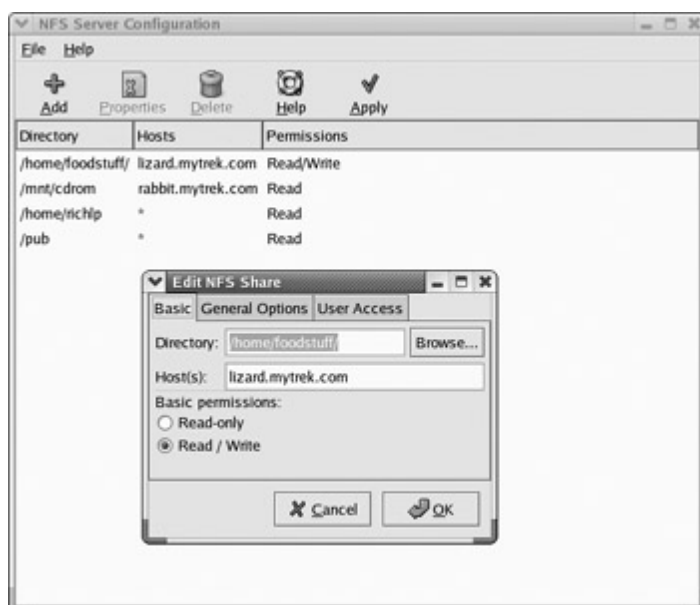 NFS Server Configuration
File Help
Add Properties Delete Help Apply
Directory Hosts Permissions
/home/foodstuff/ lizard.mytrek.com Read/Write
/mnt/cdrom rabbit.mytrek.com Read
/home/richlp * Read
/pub * Read
Edit NFS Share
Basic General Options User Access
Directory: /home/foodstuff/ Browse...
Host(s): lizard.mytrek.com
Basic permissions:
Read-only
Read / Write
Cancel OK